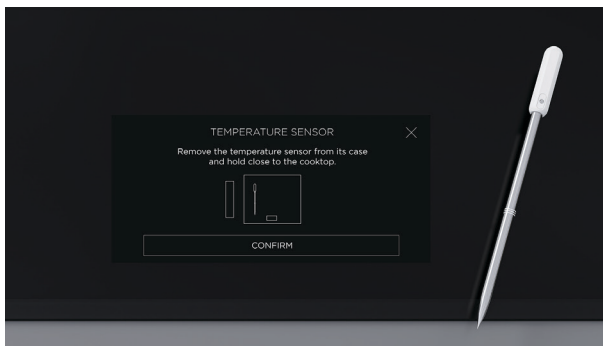 TEMPERATURE SENSOR
Remove the temperature sensor from its case
and hold close to the cooktop.
CONFIRM